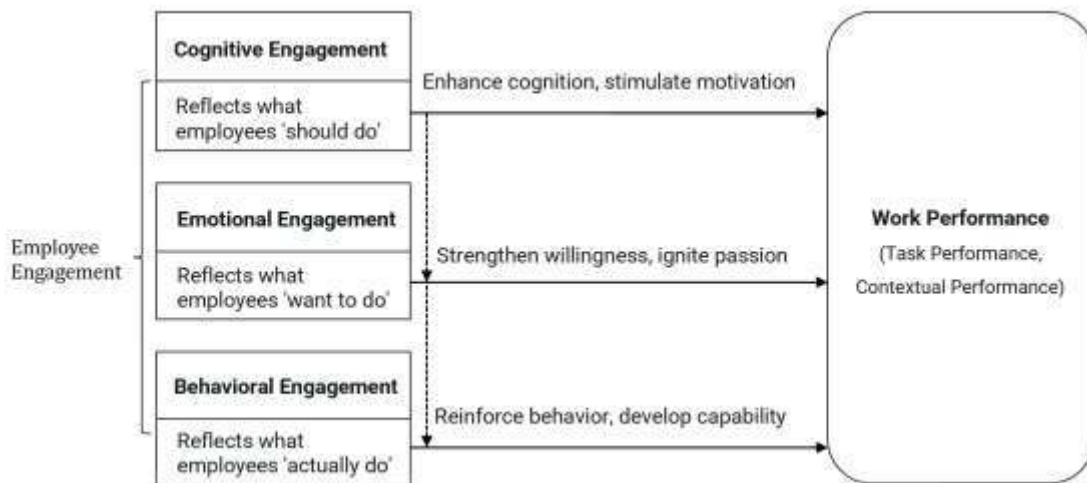 Cognitive Engagement
Reflects what
employees 'should do'
Enhance cognition, stimulate motivation
Employee
Engagement
Emotional Engagement
Reflects what
employees 'want to do'
Strengthen willingness, ignite passion
Behavioral Engagement
Reflects what
employees 'actually do'
Reinforce behavior, develop capability
Work Performance
(Task Performance,
Contextual Performance)